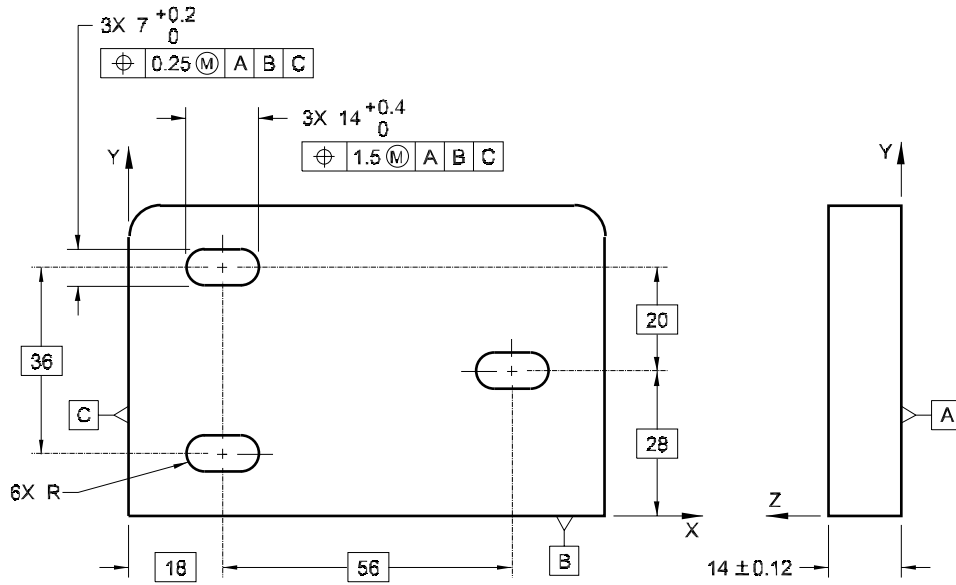 3X 7 +0.2
0
⌖ 0.25 Ⓜ A B C
3X 14 +0.4
0
⌖ 1.5 Ⓜ A B C
Y
Y
20
36
C
A
28
6X R
X
Z
B
18
56
14 ±0.12